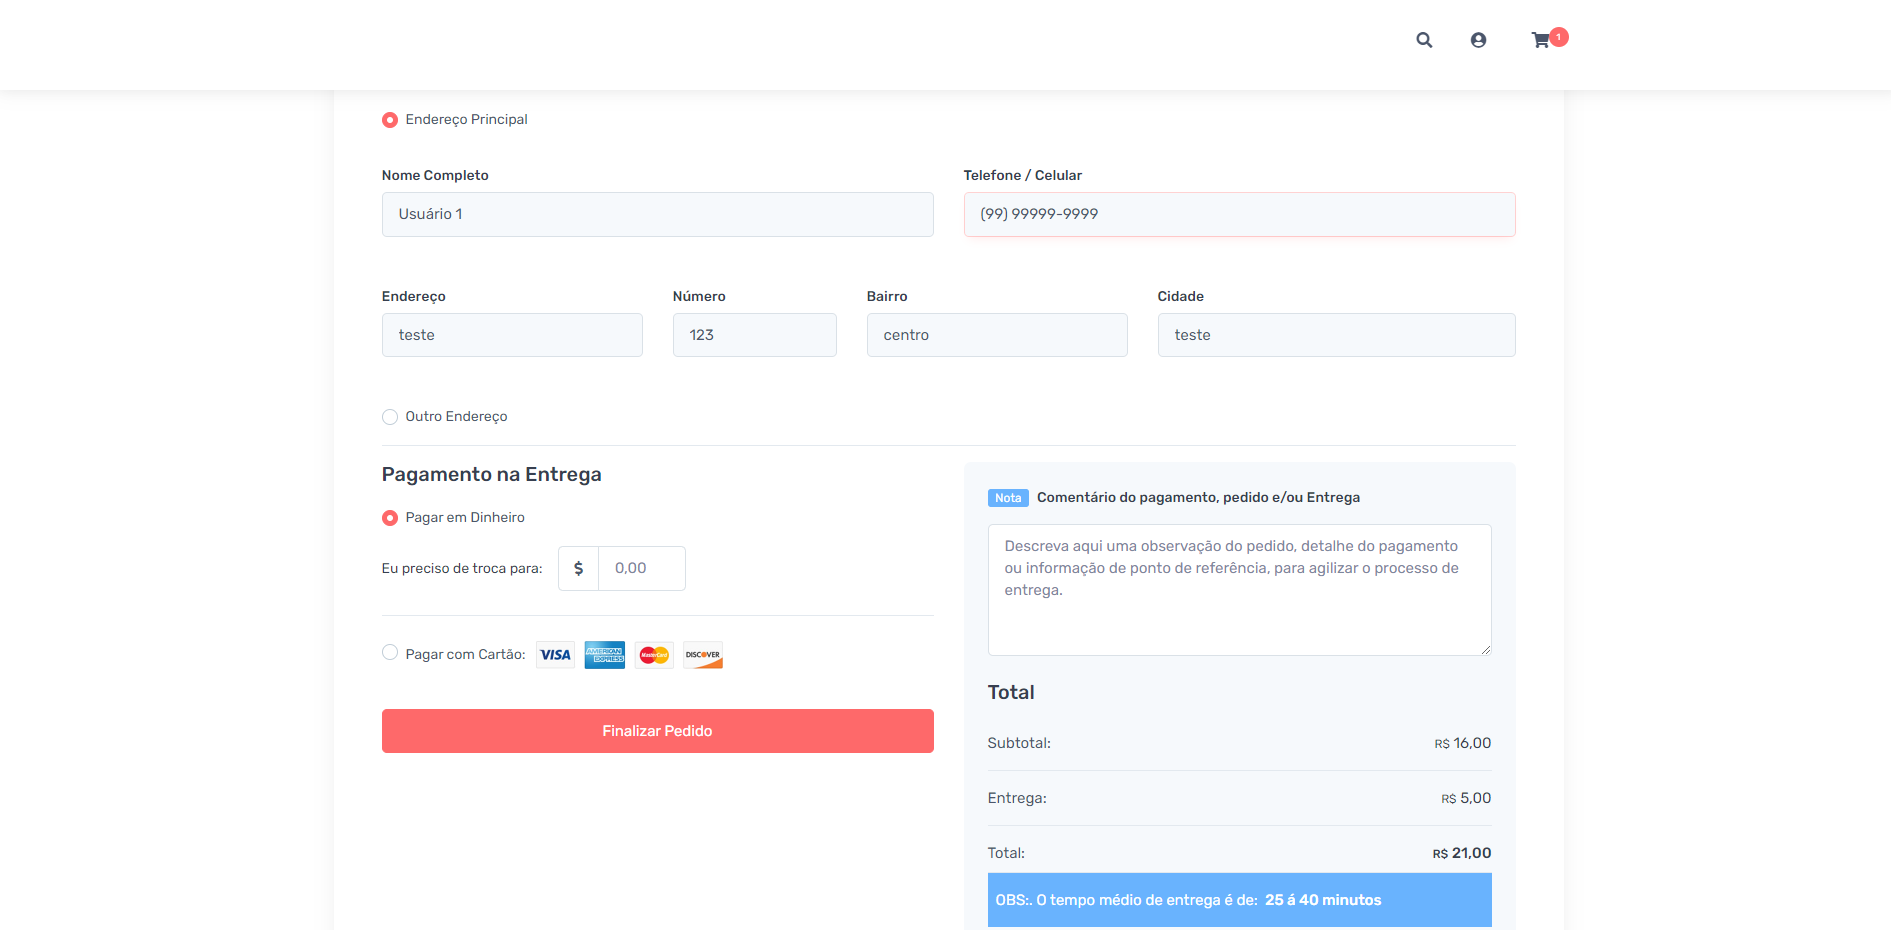 1
Endereço Principal
Nome Completo
Telefone / Celular
Usuário 1
(99) 99999-9999
Endereço
Número
Bairro
Cidade
teste
123
centro
teste
Outro Endereço
Pagamento na Entrega
Pagar em Dinheiro
Eu preciso de troca para:
$
0,00
Pagar com Cartão:
VISA
AMERICAN
EXPRESS
MasterCard
DISCOVER
Finalizar Pedido
Nota Comentário do pagamento, pedido e/ou Entrega
Descreva aqui uma observação do pedido, detalhe do pagamento
ou informação de ponto de referência, para agilizar o processo de
entrega.
Total
Subtotal: R$ 16,00
Entrega: R$ 5,00
Total: R$ 21,00
OBS:. O tempo médio de entrega é de: 25 á 40 minutos